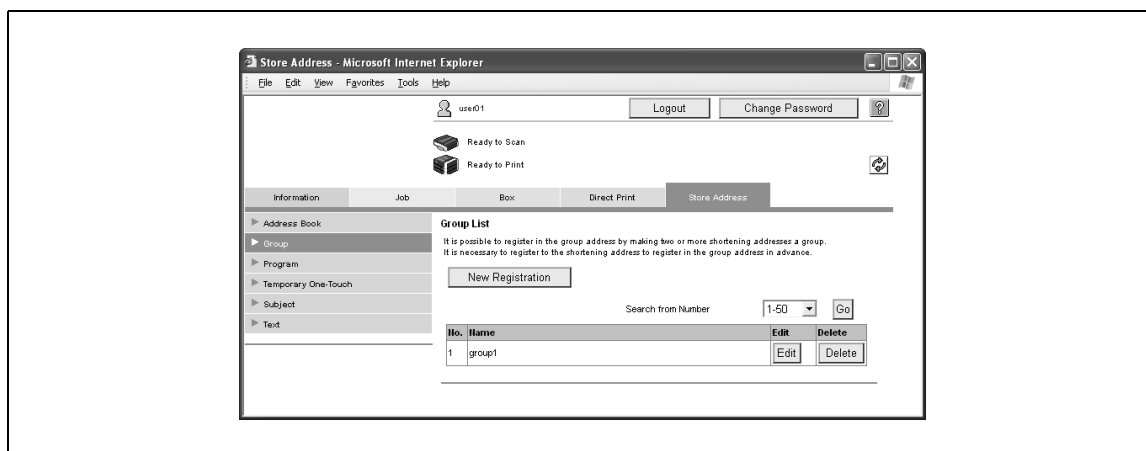 Store Address - Microsoft Internet Explorer
File Edit View Favorites Tools Help
user01 Logout Change Password ?
Ready to Scan
Ready to Print
Information Job Box Direct Print Store Address
Address Book
Group
Program
Temporary One-Touch
Subject
Text
Group List
It is possible to register in the group address by making two or more shortening addresses a group.
It is necessary to register to the shortening address to register in the group address in advance.
New Registration
Search from Number 1-50 Go
No. Name Edit Delete
1 group1 Edit Delete